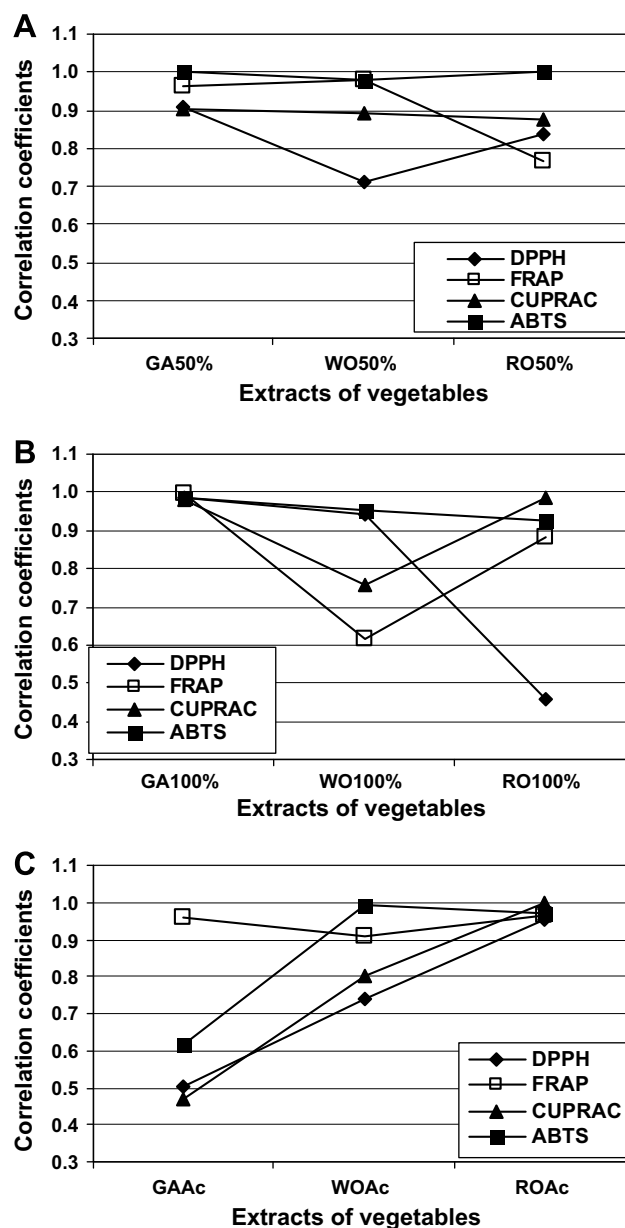 A
1.1
1.0
0.9
0.8
0.7
0.6
0.5
0.4
0.3
Correlation coefficients
DPPH
FRAP
CUPRAC
ABTS
GA50% WO50% RO50%
Extracts of vegetables
B
1.1
1.0
0.9
0.8
0.7
0.6
0.5
0.4
0.3
Correlation coefficients
DPPH
FRAP
CUPRAC
ABTS
GA100% WO100% RO100%
Extracts of vegetables
C
1.1
1.0
0.9
0.8
0.7
0.6
0.5
0.4
0.3
Correlation coefficients
DPPH
FRAP
CUPRAC
ABTS
GAAc WOAc ROAc
Extracts of vegetables